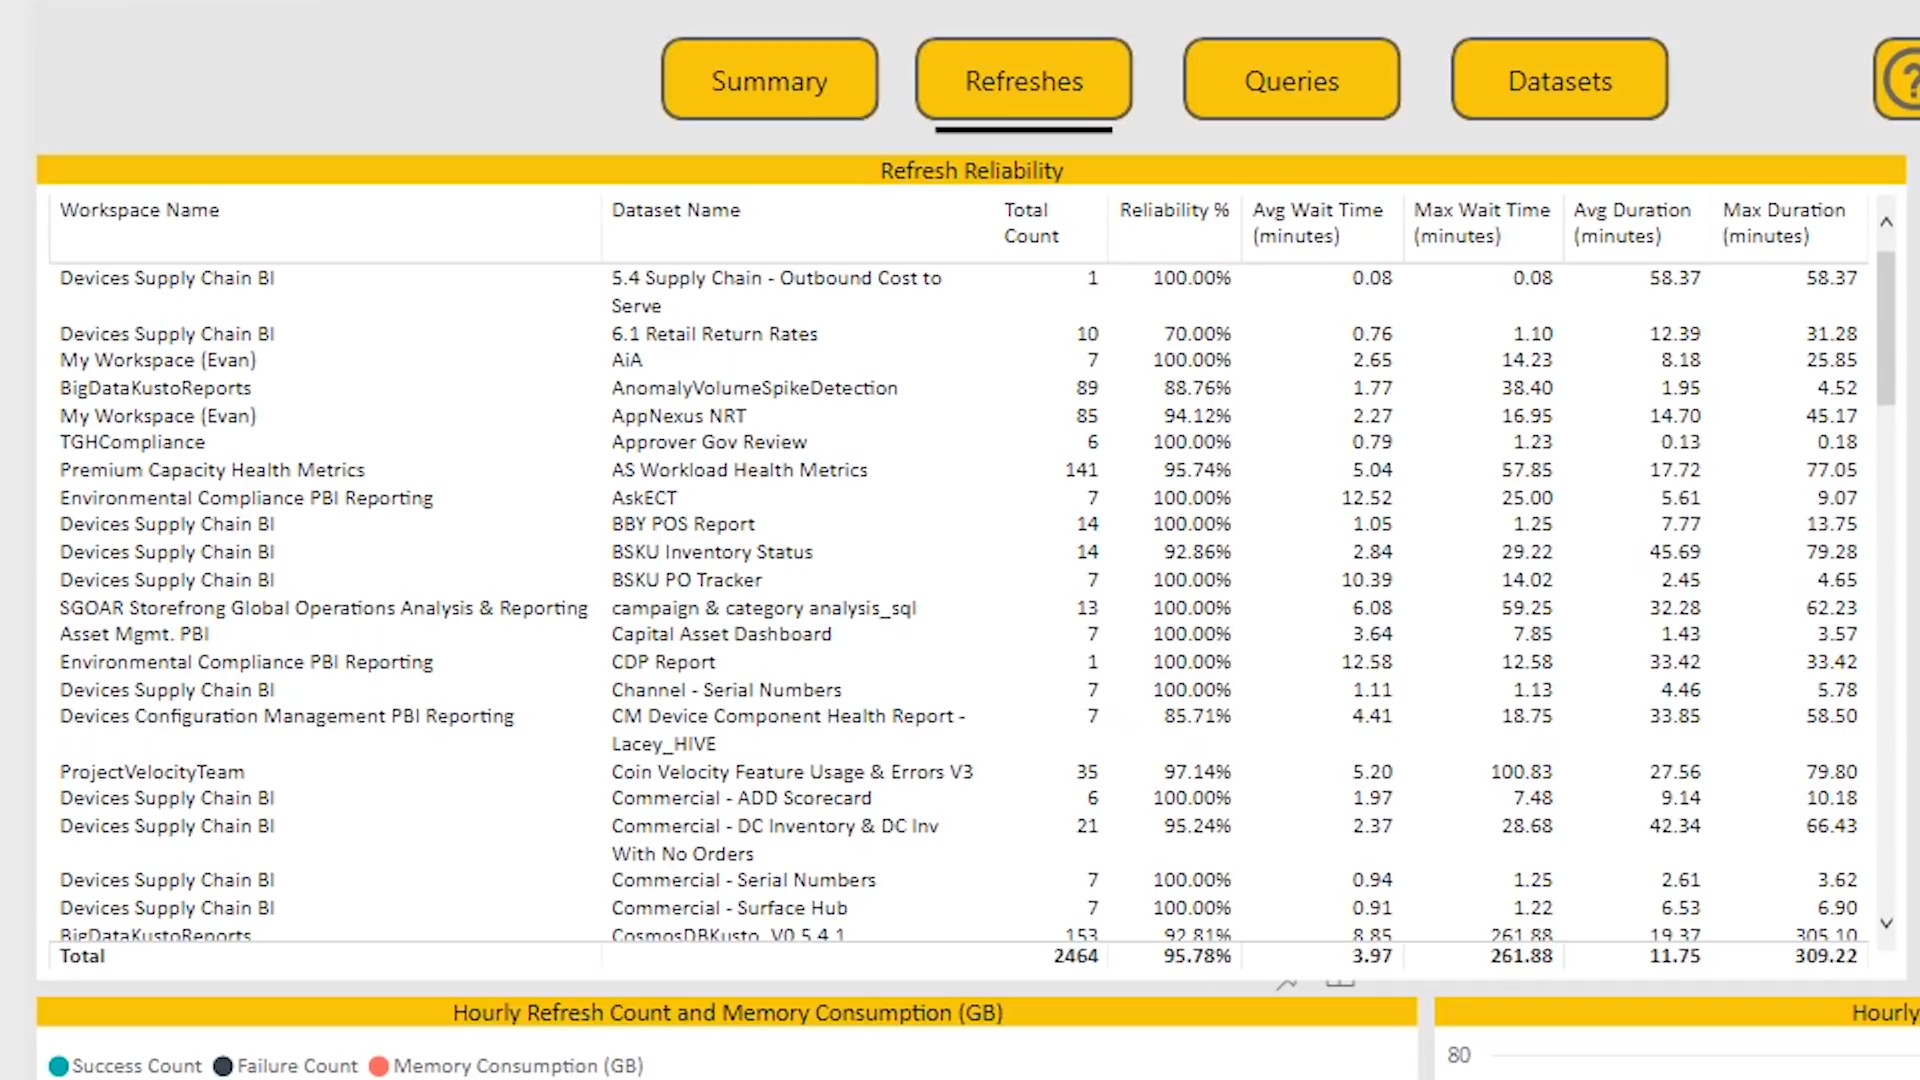 Summary Refreshes Queries Datasets ?
Refresh Reliability
Workspace Name Dataset Name Total Count Reliability % Avg Wait Time (minutes) Max Wait Time (minutes) Avg Duration (minutes) Max Duration (minutes)
Devices Supply Chain BI 5.4 Supply Chain - Outbound Cost to Serve 1 100.00% 0.08 0.08 58.37 58.37
Devices Supply Chain BI 6.1 Retail Return Rates 10 70.00% 0.76 1.10 12.39 31.28
My Workspace (Evan) AiA 7 100.00% 2.65 14.23 8.18 25.85
BigDataKustoReports AnomalyVolumeSpikeDetection 89 88.76% 1.77 38.40 1.95 4.52
My Workspace (Evan) AppNexus NRT 85 94.12% 2.27 16.95 14.70 45.17
TGHCompliance Approver Gov Review 6 100.00% 0.79 1.23 0.13 0.18
Premium Capacity Health Metrics AS Workload Health Metrics 141 95.74% 5.04 57.85 17.72 77.05
Environmental Compliance PBI Reporting AskECT 7 100.00% 12.52 25.00 5.61 9.07
Devices Supply Chain BI BBY POS Report 14 100.00% 1.05 1.25 7.77 13.75
Devices Supply Chain BI BSKU Inventory Status 14 92.86% 2.84 29.22 45.69 79.28
Devices Supply Chain BI BSKU PO Tracker 7 100.00% 10.39 14.02 2.45 4.65
SGOAR Storefrong Global Operations Analysis & Reporting campaign & category analysis_sql 13 100.00% 6.08 59.25 32.28 62.23
Asset Mgmt. PBI Capital Asset Dashboard 7 100.00% 3.64 7.85 1.43 3.57
Environmental Compliance PBI Reporting CDP Report 1 100.00% 12.58 12.58 33.42 33.42
Devices Supply Chain BI Channel - Serial Numbers 7 100.00% 1.11 1.13 4.46 5.78
Devices Configuration Management PBI Reporting CM Device Component Health Report - Lacey_HIVE 7 85.71% 4.41 18.75 33.85 58.50
ProjectVelocityTeam Coin Velocity Feature Usage & Errors V3 35 97.14% 5.20 100.83 27.56 79.80
Devices Supply Chain BI Commercial - ADD Scorecard 6 100.00% 1.97 7.48 9.14 10.18
Devices Supply Chain BI Commercial - DC Inventory & DC Inv With No Orders 21 95.24% 2.37 28.68 42.34 66.43
Devices Supply Chain BI Commercial - Serial Numbers 7 100.00% 0.94 1.25 2.61 3.62
Devices Supply Chain BI Commercial - Surface Hub 7 100.00% 0.91 1.22 6.53 6.90
BigDataKustoReports CosmosDBKusto_V0.5.4.1 153 92.81% 8.85 261.88 19.37 305.10
Total 2464 95.78% 3.97 261.88 11.75 309.22
Hourly Refresh Count and Memory Consumption (GB) Hourly
Success Count Failure Count Memory Consumption (GB) 80